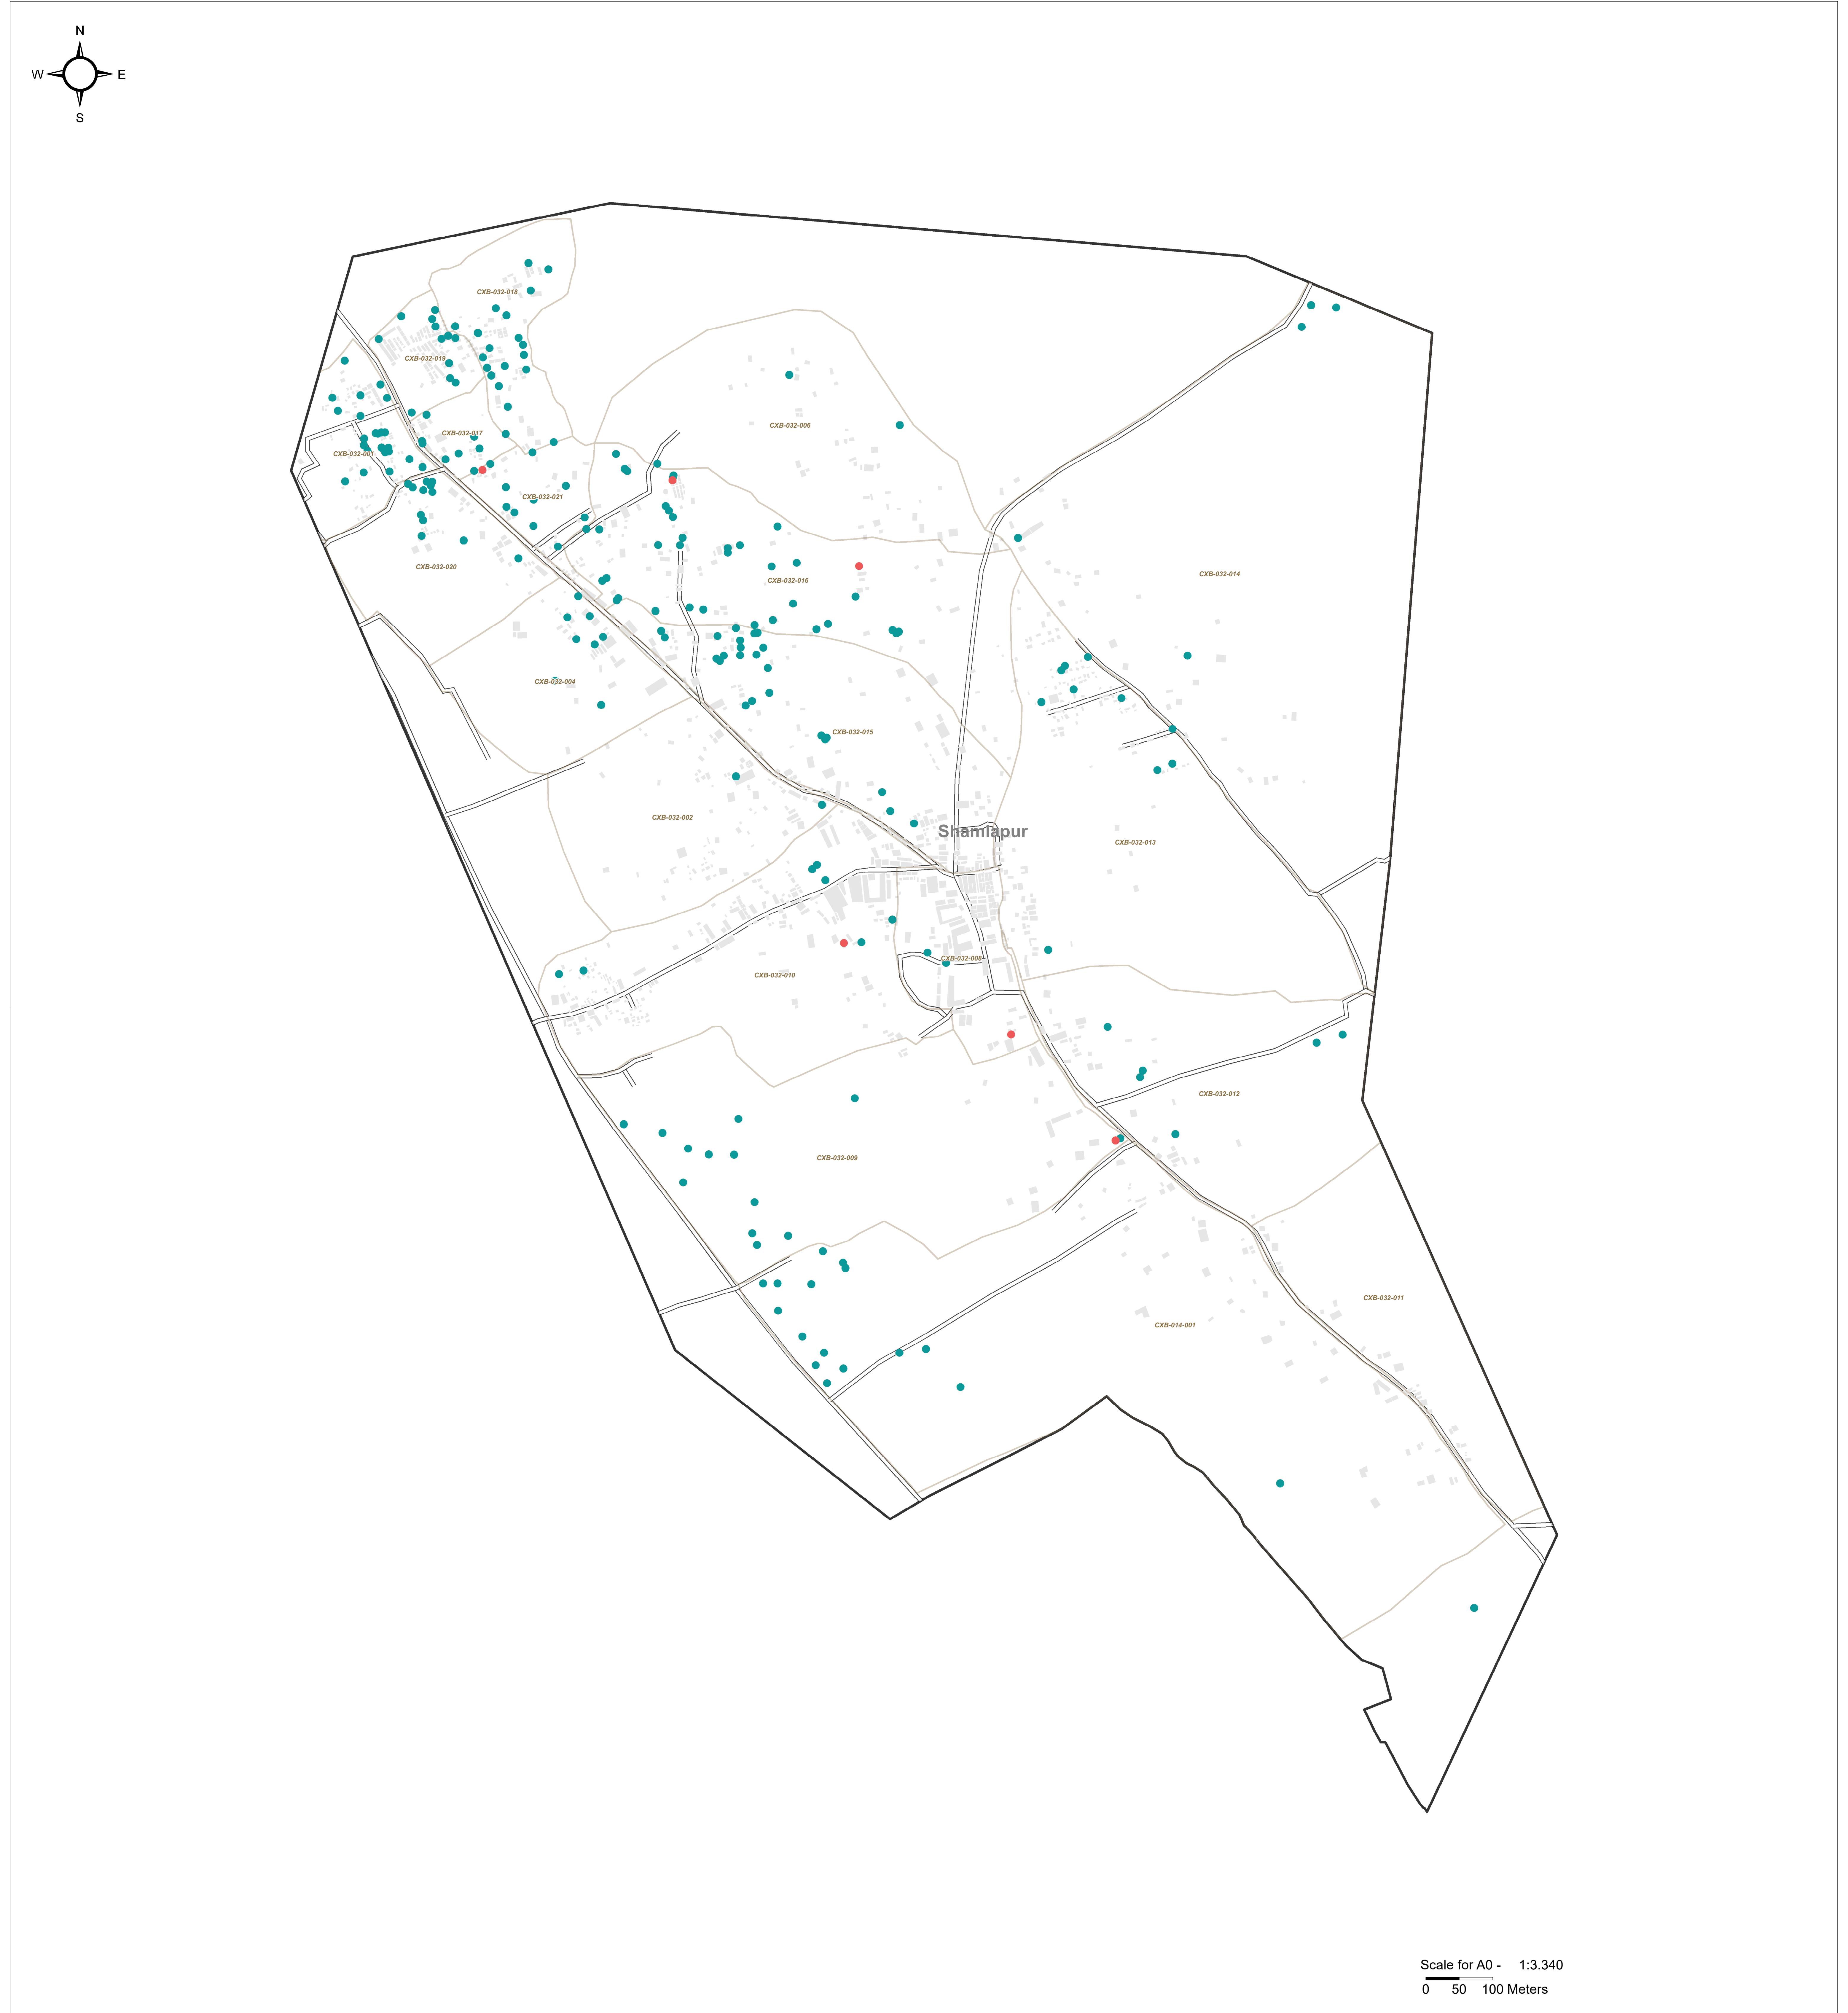 N
W E
S
CXB-032-018
CXB-032-019
CXB-032-006
CXB-032-017
CXB-032-001
CXB-032-021
CXB-032-020
CXB-032-014
CXB-032-016
CXB-032-004
CXB-032-015
CXB-032-002
Shamlapur
CXB-032-013
CXB-032-008
CXB-032-010
CXB-032-012
CXB-032-009
CXB-032-011
CXB-014-001
Scale for A0 - 1:3.340
0 50 100 Meters